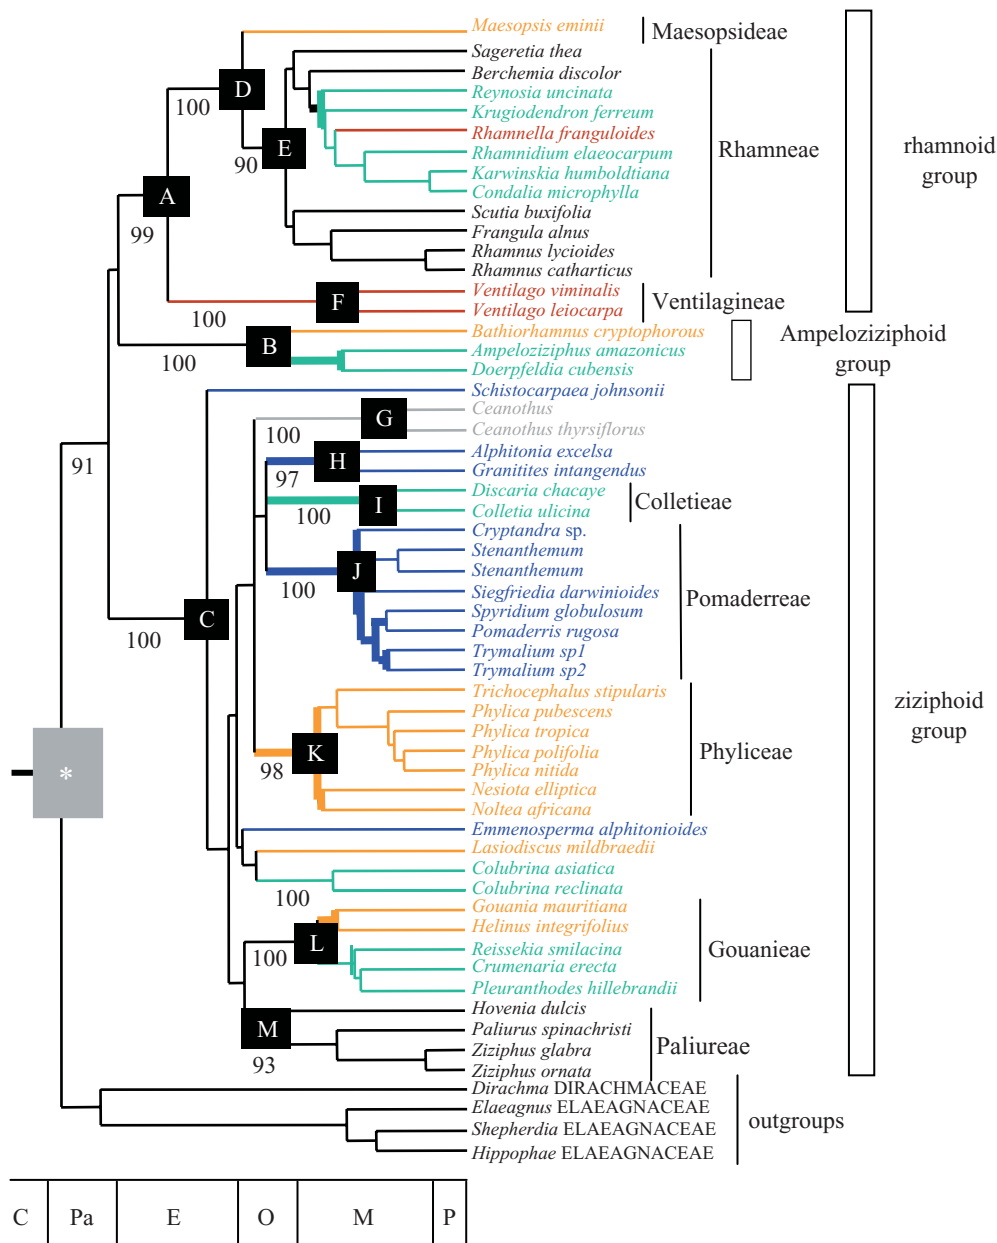 Maesopsis eminii
Maesopsideae
Sageretia thea
Berchemia discolor
D
Reynosia uncinata
100
Krugiodendron ferreum
Rhamnella franguloides
E
90
Rhamneae
rhamnoid
group
Rhamnidium elaeocarpum
Karwinskia humboldtiana
Condalia microphylla
A
99
Scutia buxifolia
Frangula alnus
Rhamnus lycioides
Rhamnus catharticus
Ventilago viminalis
F
Ventilagineae
100
Ventilago leiocarpa
Bathiorhamnus cryptophorous
Ampeloziziphoid
group
B
100
Ampeloziziphus amazonicus
Doerpfeldia cubensis
Schistocarpaea johnsonii
Ceanothus
G
100
Ceanothus thyrsiflorus
Alphitonia excelsa
91
H
97
Granitites intangendus
Discaria chacaye
I
Colletieae
100
Colletia ulicina
Cryptandra sp.
Stenanthemum
J
100
Stenanthemum
Siegfriedia darwinioides
Pomaderreae
C
100
Spyridium globulosum
Pomaderris rugosa
Trymalium sp1
Trymalium sp2
Trichocephalus stipularis
ziziphoid
group
Phylica pubescens
Phylica tropica
K
98
Phyliceae
Phylica polifolia
Phylica nitida
*
Nesiota elliptica
Noltea africana
Emmenosperma alphitonioides
Lasiodiscus mildbraedii
Colubrina asiatica
100
Colubrina reclinata
Gouania mauritiana
Helinus integrifolius
L
100
Gouanieae
Reissekia smilacina
Crumenaria erecta
Pleuranthodes hillebrandii
Hovenia dulcis
M
93
Paliurus spinachristi
Paliureae
Ziziphus glabra
Ziziphus ornata
Dirachma DIRACHMACEAE
Elaeagnus ELAEAGNACEAE
outgroups
Shepherdia ELAEAGNACEAE
Hippophae ELAEAGNACEAE
C Pa E O M P